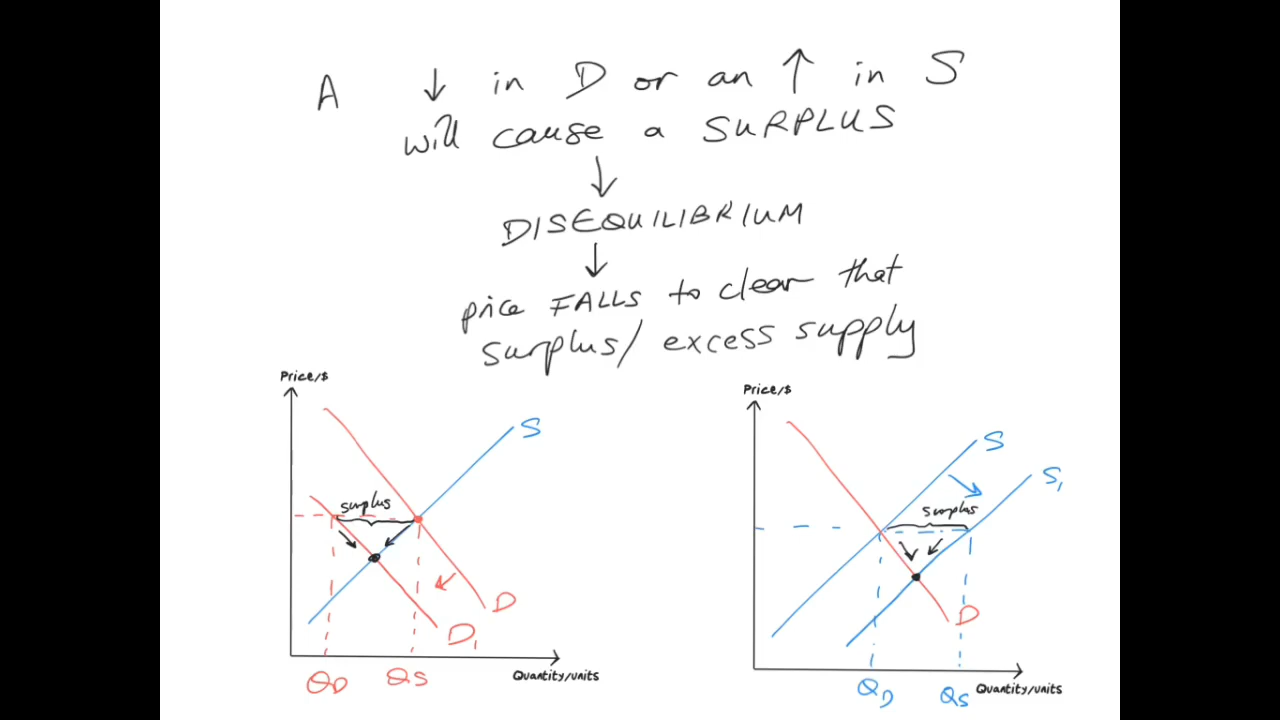 A ↓ in D or an ↑ in S
will cause a SURPLUS
↓
DISEQUILIBRIUM
↓
price FALLS to clear that
surplus/ excess supply
Price/$
S
surplus
D
D₁
QD
QS
Quantity/units
Price/$
S
S₁
surplus
D
QD
QS
Quantity/units